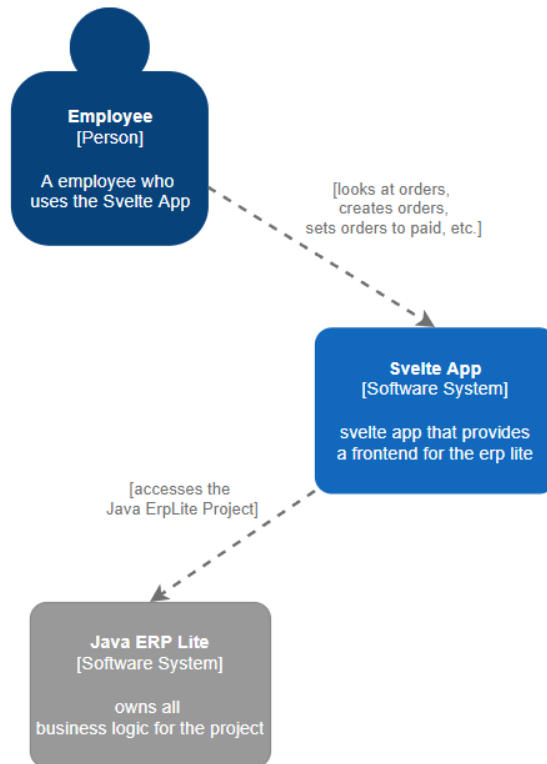 Employee
[Person]
A employee who
uses the Svelte App
[looks at orders,
creates orders,
sets orders to paid, etc.]
Svelte App
[Software System]
svelte app that provides
a frontend for the erp lite
[accesses the
Java ErpLite Project]
Java ERP Lite
[Software System]
owns all
business logic for the project